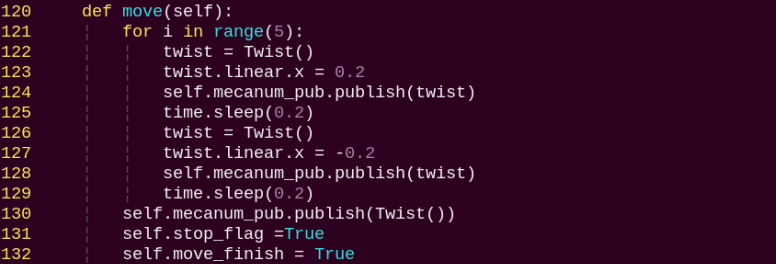 120     def move(self):
121         for i in range(5):
122             twist = Twist()
123             twist.linear.x = 0.2
124             self.mecanum_pub.publish(twist)
125             time.sleep(0.2)
126             twist = Twist()
127             twist.linear.x = -0.2
128             self.mecanum_pub.publish(twist)
129             time.sleep(0.2)
130         self.mecanum_pub.publish(Twist())
131         self.stop_flag =True
132         self.move_finish = True